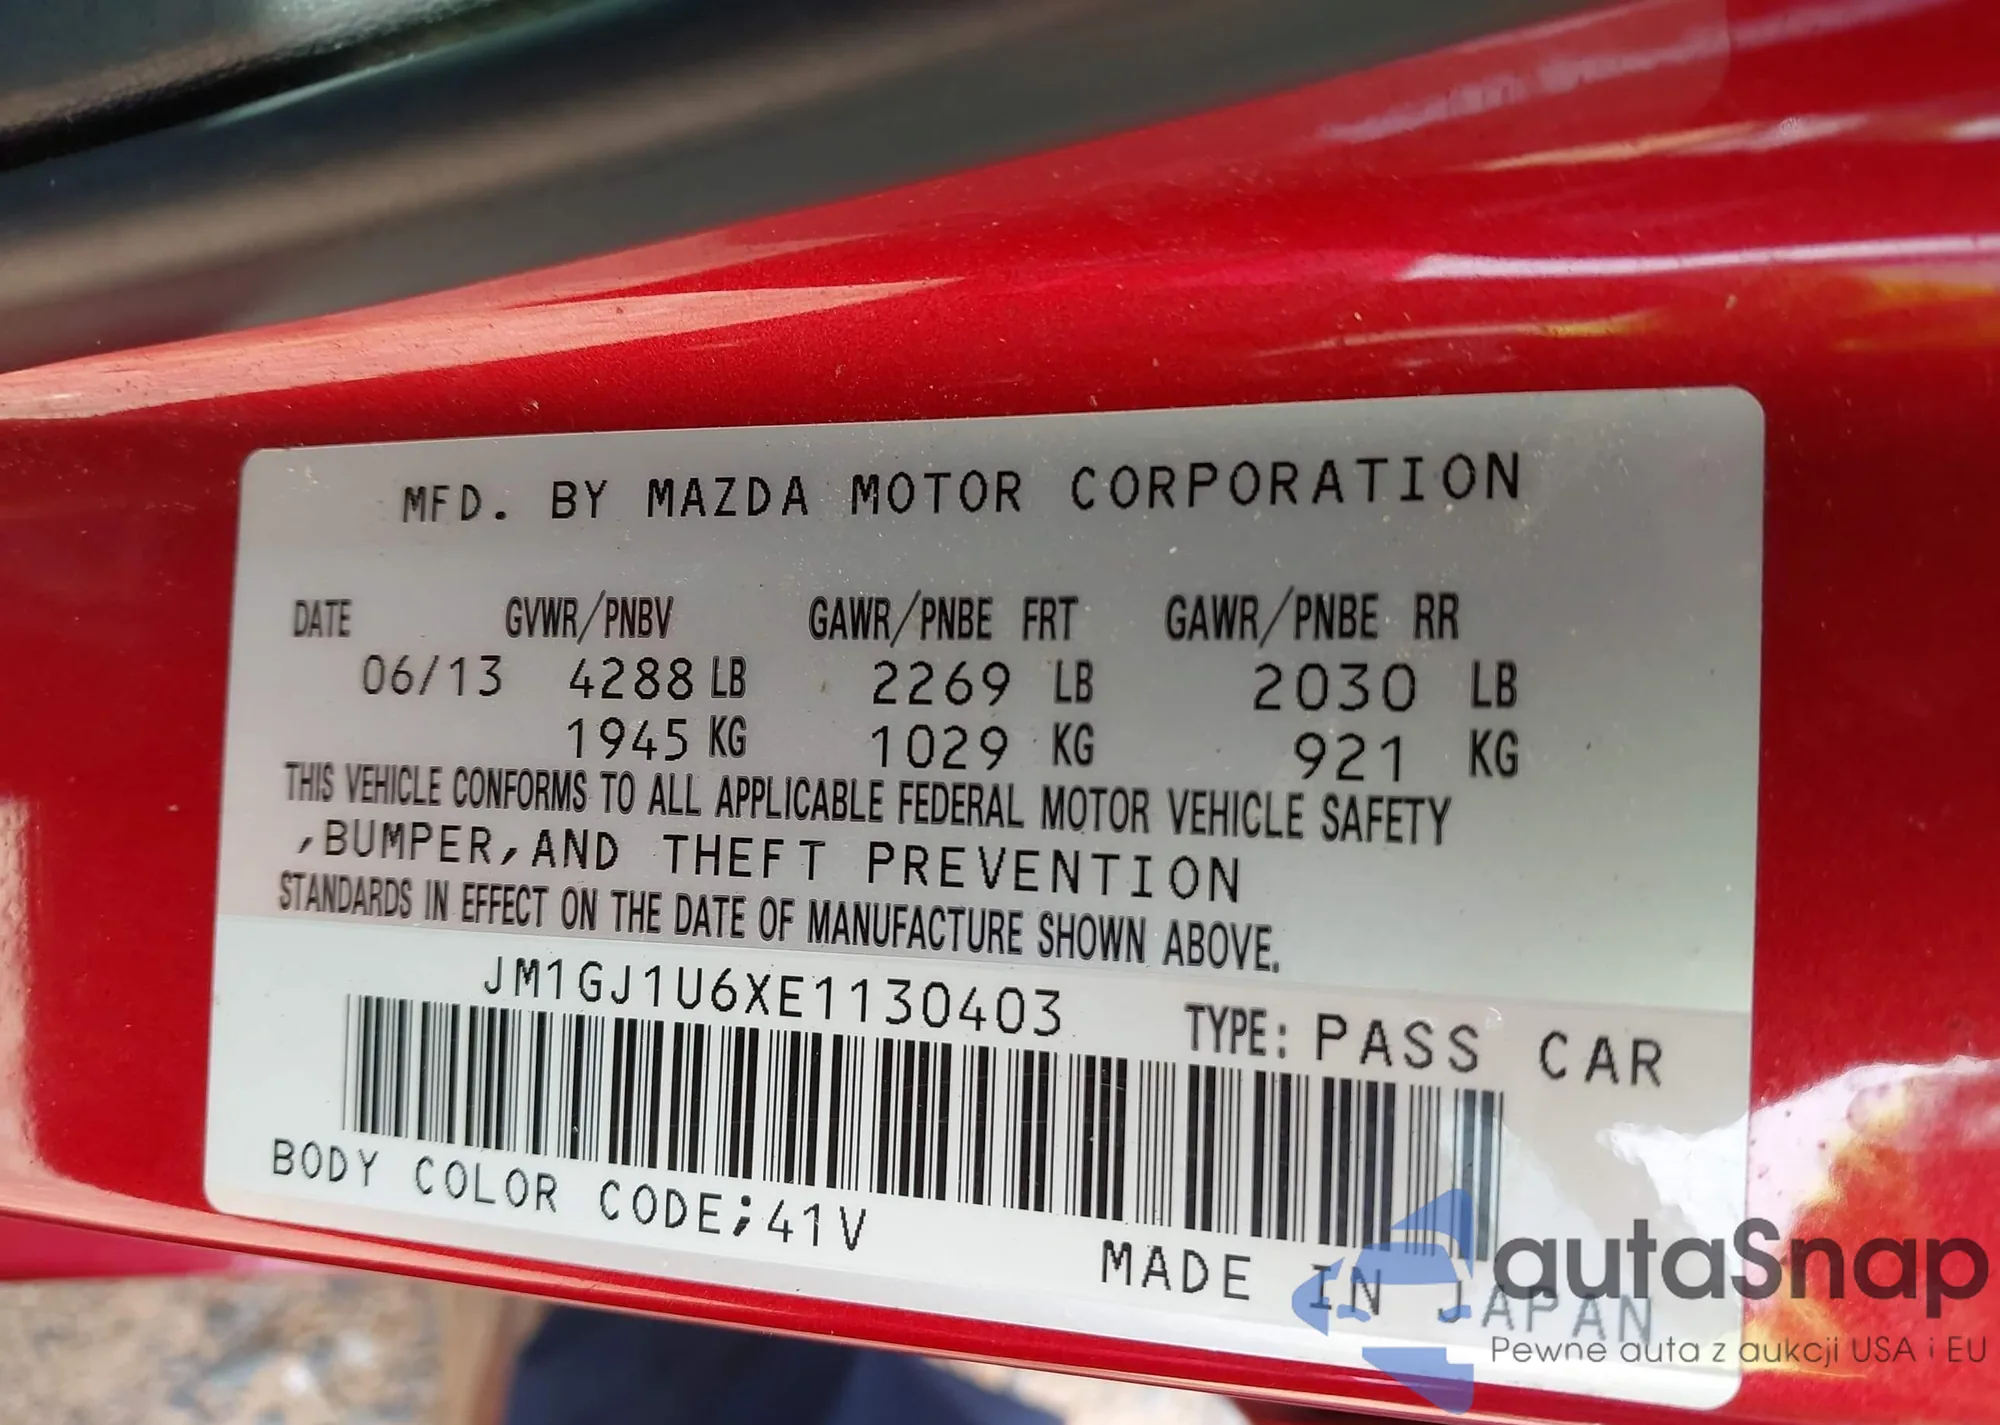 MFD. BY MAZDA MOTOR CORPORATION
DATE GVWR/PNBV GAWR/PNBE FRT GAWR/PNBE RR
06/13 4288 LB 2269 LB 2030 LB
1945 KG 1029 KG 921 KG
THIS VEHICLE CONFORMS TO ALL APPLICABLE FEDERAL MOTOR VEHICLE SAFETY
,BUMPER,AND THEFT PREVENTION
STANDARDS IN EFFECT ON THE DATE OF MANUFACTURE SHOWN ABOVE.
JM1GJ1U6XE1130403 TYPE: PASS CAR
BODY COLOR CODE;41V
MADE IN JAPAN
autaSnap
Pewne auta z aukcji USA i EU